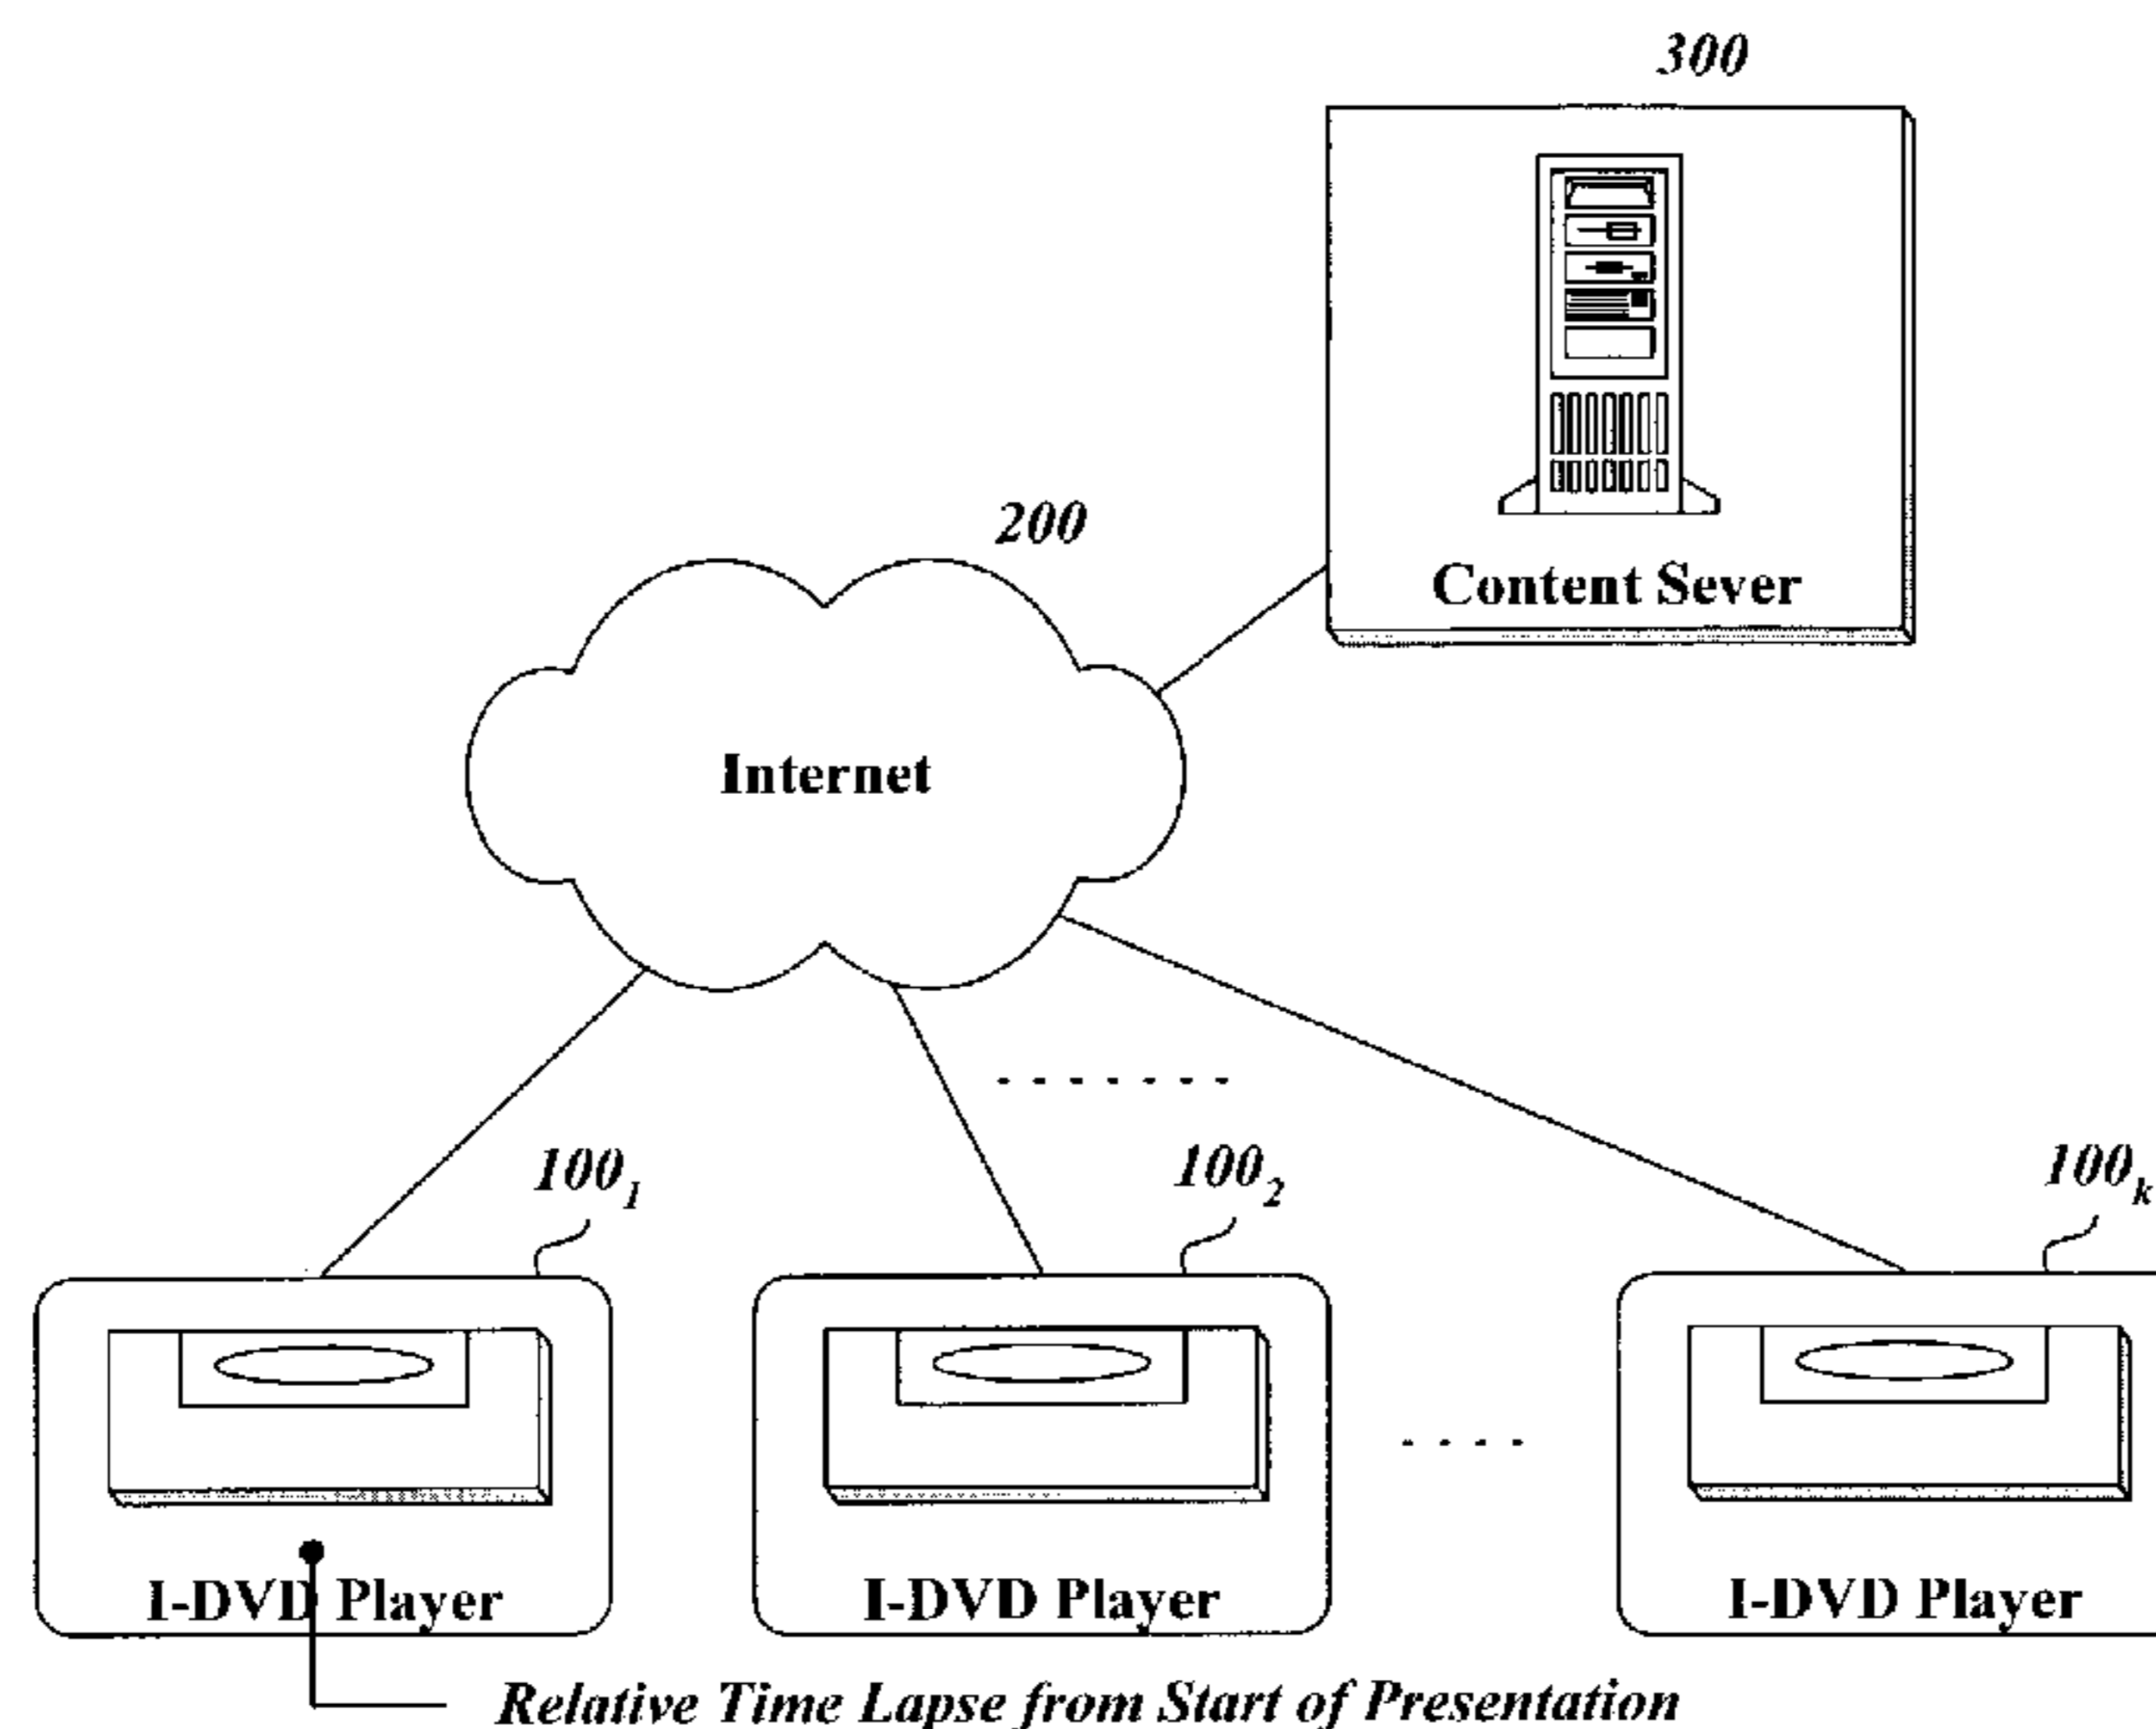 300
Content Sever
200
Internet
100₁
100₂
100ₖ
I-DVD Player
I-DVD Player
I-DVD Player
Relative Time Lapse from Start of Presentation